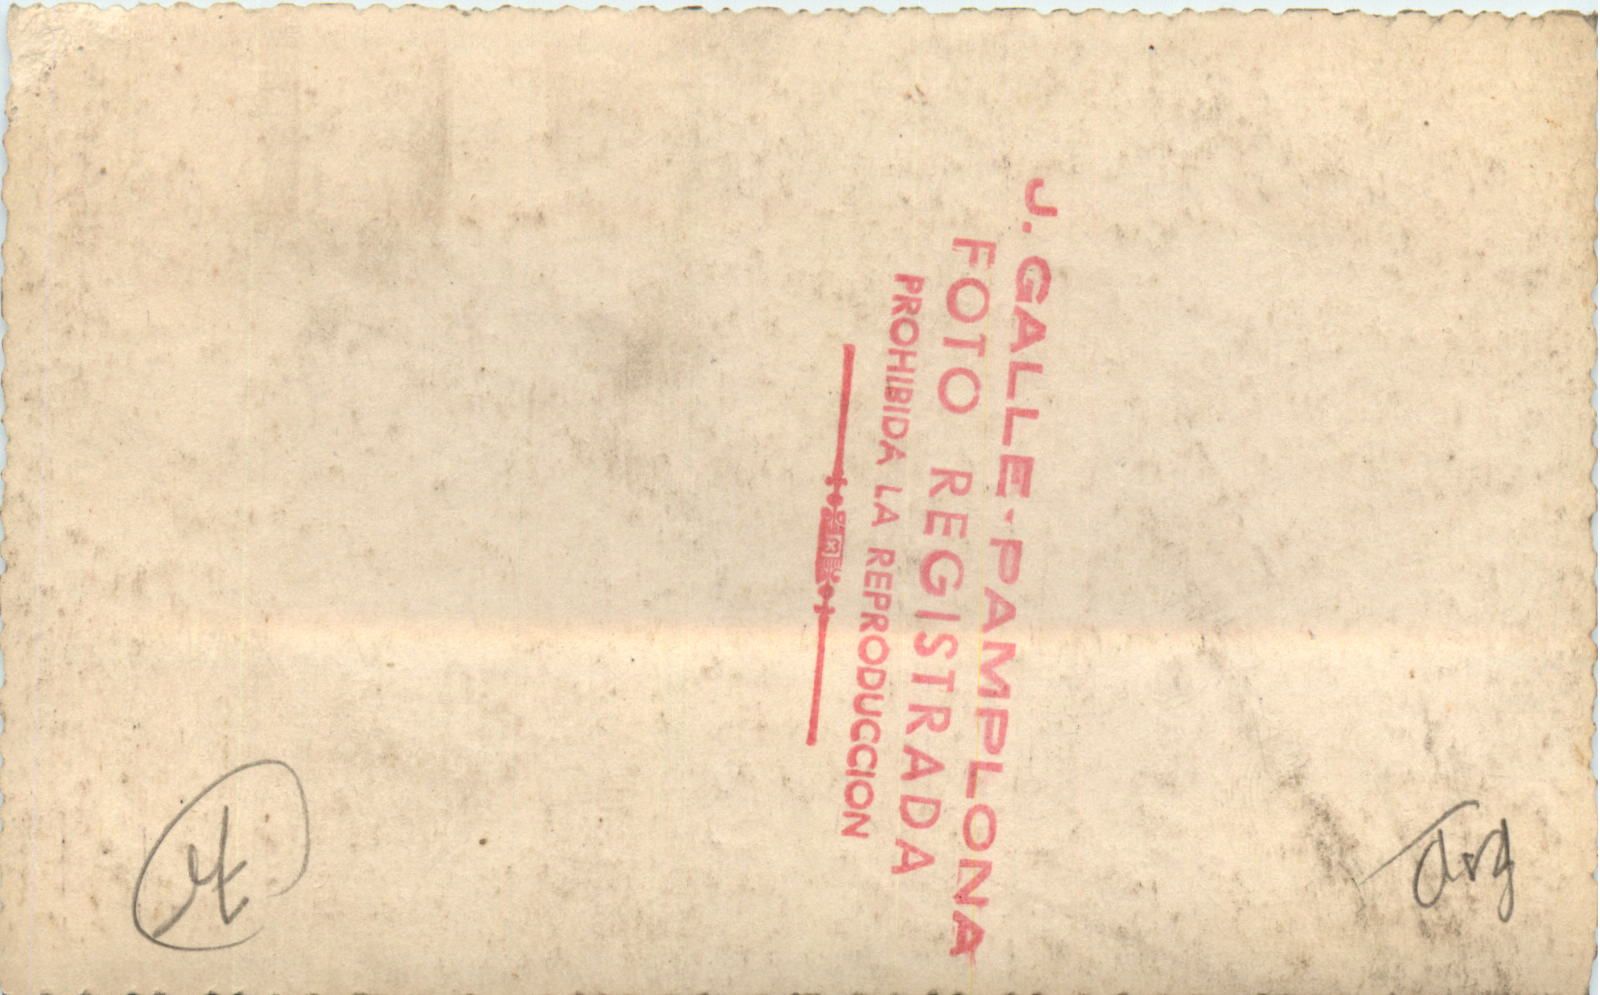 J. GALLE - PAMPLONA
FOTO REGISTRADA
PROHIBIDA LA REPRODUCCION